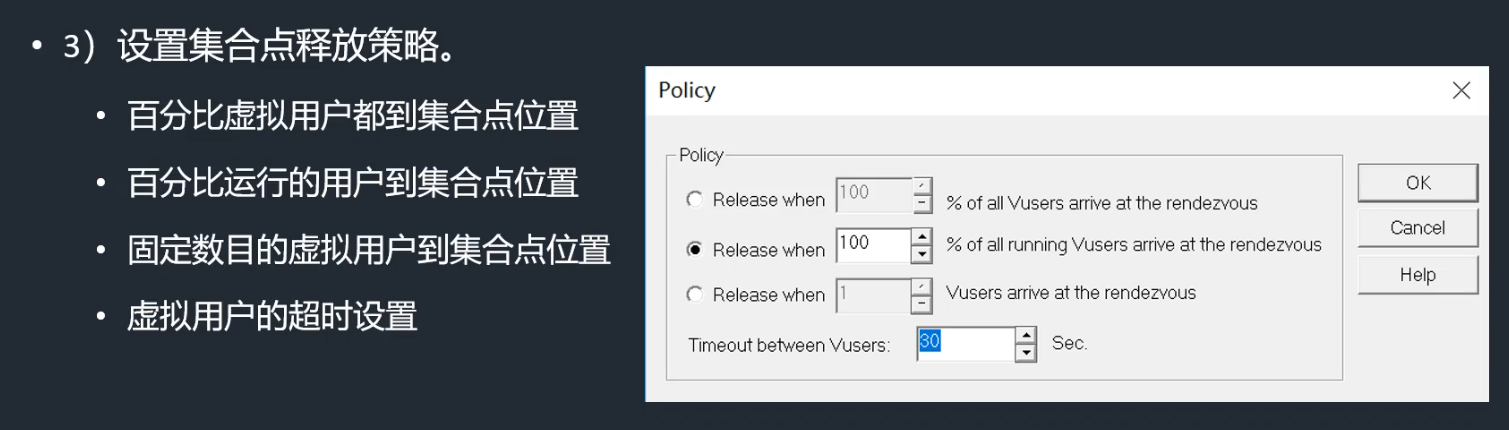 • 3）设置集合点释放策略。
• 百分比虚拟用户都到集合点位置
• 百分比运行的用户到集合点位置
• 固定数目的虚拟用户到集合点位置
• 虚拟用户的超时设置
Policy
Policy
Release when 100 % of all Vusers arrive at the rendezvous
Release when 100 % of all running Vusers arrive at the rendezvous
Release when 1 Vusers arrive at the rendezvous
Timeout between Vusers: 30 Sec.
OK
Cancel
Help